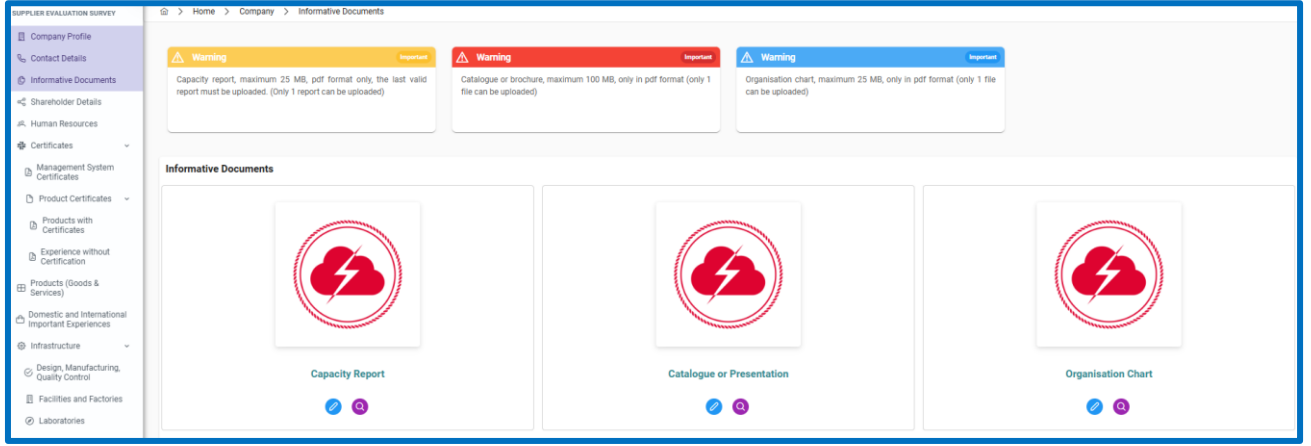 SUPPLIER EVALUATION SURVEY
Company Profile
Contact Details
Informative Documents
Shareholder Details
Human Resources
Certificates
Management System
Certificates
Product Certificates
Products with
Certificates
Experience without
Certification
Products (Goods &
Services)
Domestic and International
Important Experiences
Infrastructure
Design, Manufacturing,
Quality Control
Facilities and Factories
Laboratories
> Home > Company > Informative Documents
Warning Important
Capacity report, maximum 25 MB, pdf format only, the last valid
report must be uploaded. (Only 1 report can be uploaded)
Warning Important
Catalogue or brochure, maximum 100 MB, only in pdf format (only 1
file can be uploaded)
Warning Important
Organisation chart, maximum 25 MB, only in pdf format (only 1 file
can be uploaded)
Informative Documents
Capacity Report
Catalogue or Presentation
Organisation Chart